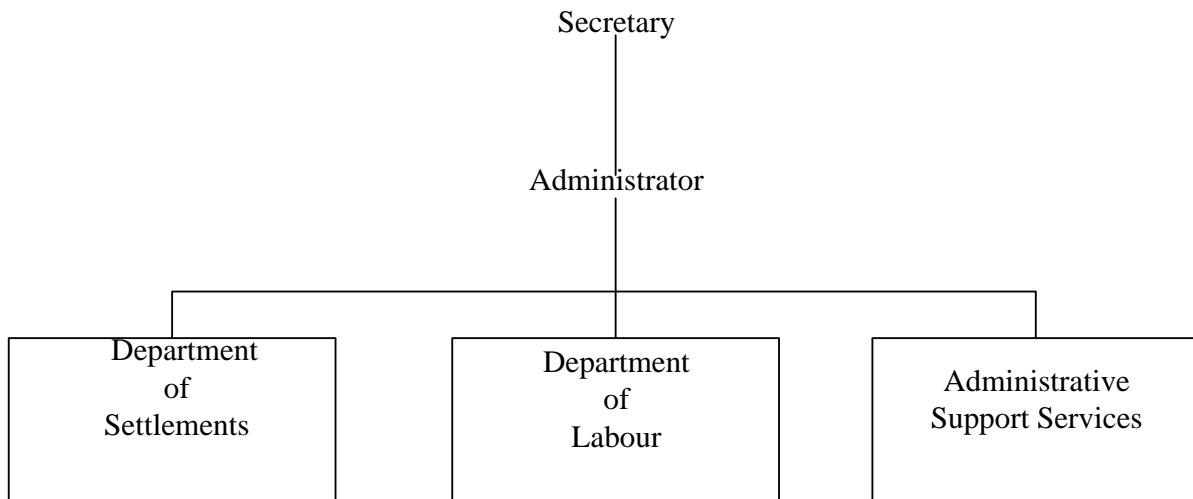 Secretary
Administrator
Department
of
Settlements
Department
of
Labour
Administrative
Support Services